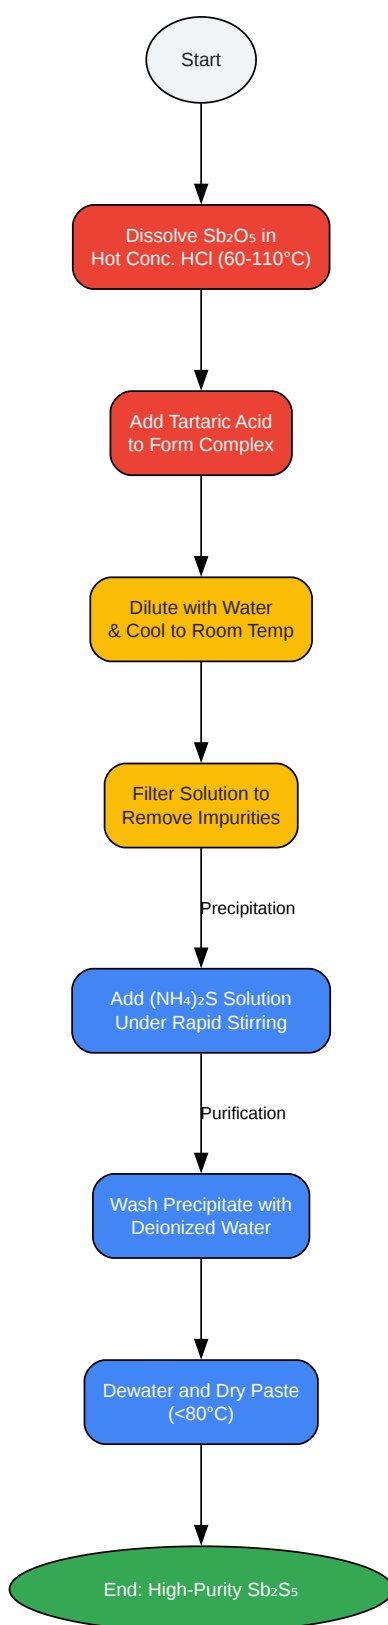 Start
Dissolve Sb₂O₅ in
Hot Conc. HCl (60-110°C)
Add Tartaric Acid
to Form Complex
Dilute with Water
& Cool to Room Temp
Filter Solution to
Remove Impurities
Precipitation
Add (NH₄)₂S Solution
Under Rapid Stirring
Purification
Wash Precipitate with
Deionized Water
Dewater and Dry Paste
(<80°C)
End: High-Purity Sb₂S₅